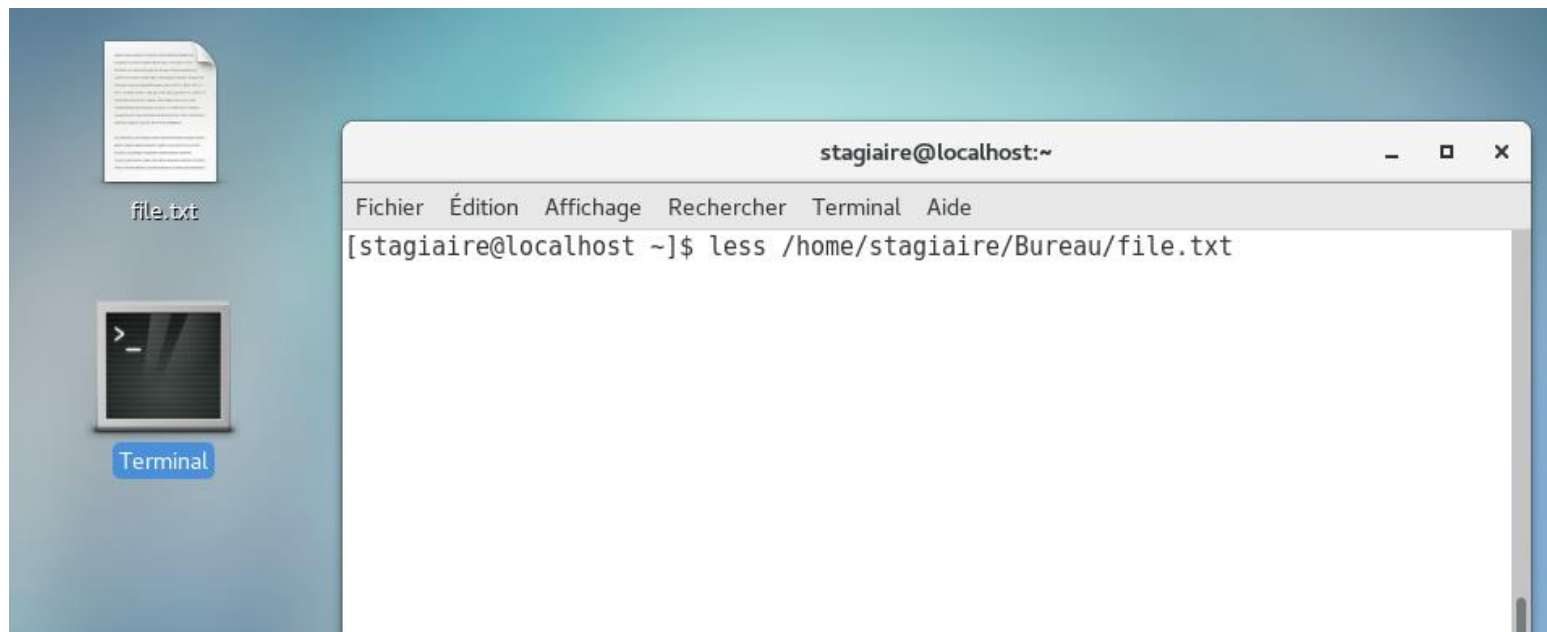 file.txt
Terminal
stagiaire@localhost:~
Fichier Édition Affichage Rechercher Terminal Aide
[stagiaire@localhost ~]$ less /home/stagiaire/Bureau/file.txt